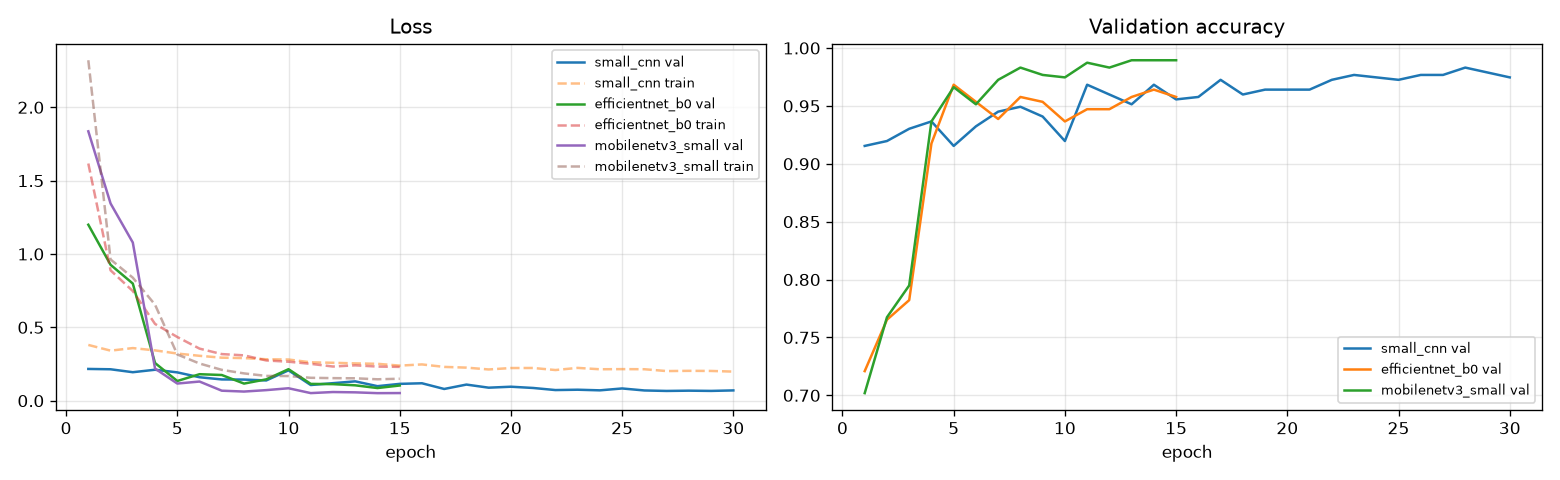 Loss
2.0
1.5
1.0
0.5
0.0
0 5 10 15 20 25 30
epoch
small_cnn val
small_cnn train
efficientnet_b0 val
efficientnet_b0 train
mobilenetv3_small val
mobilenetv3_small train
Validation accuracy
1.00
0.95
0.90
0.85
0.80
0.75
0.70
0 5 10 15 20 25 30
epoch
small_cnn val
efficientnet_b0 val
mobilenetv3_small val